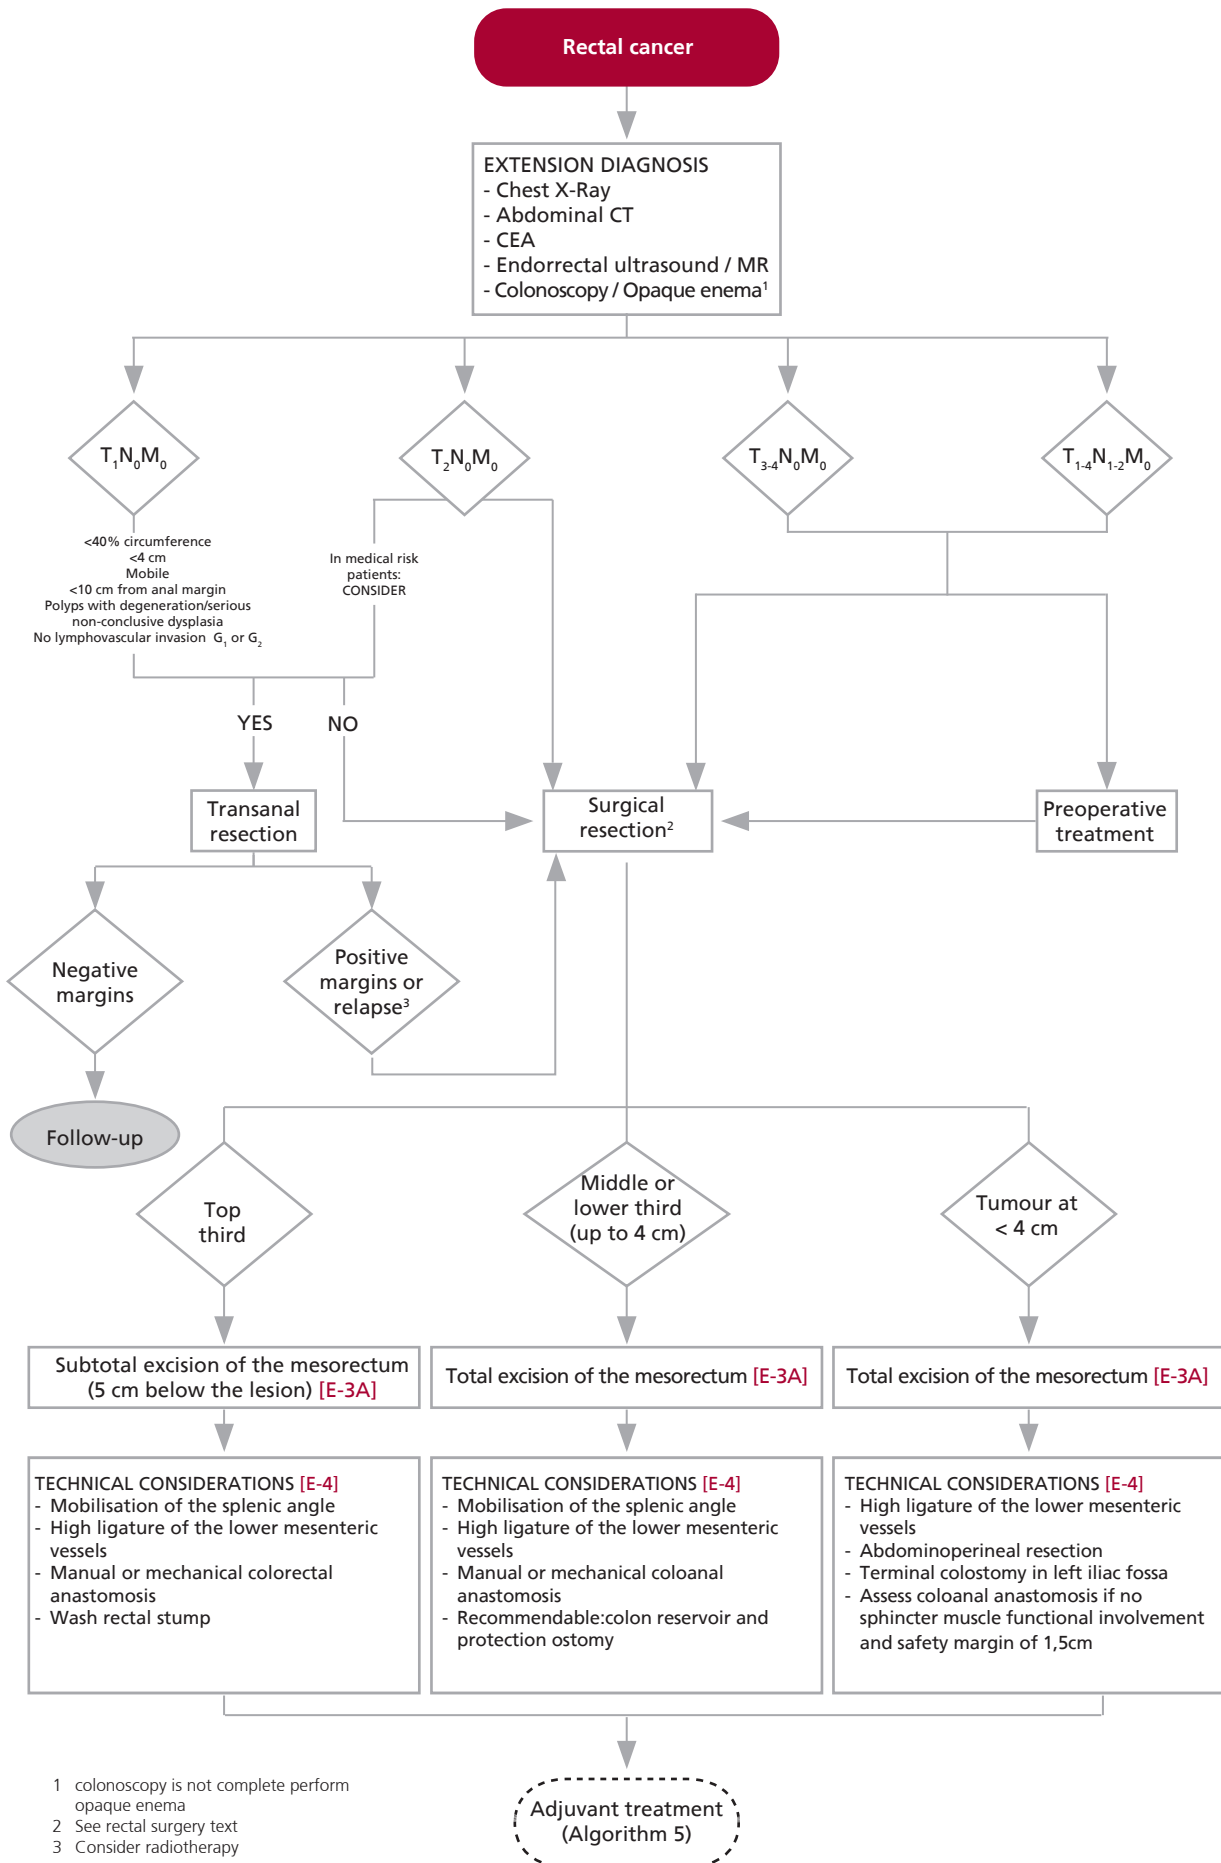 Rectal cancer
EXTENSION DIAGNOSIS
- Chest X-Ray
- Abdominal CT
- CEA
- Endorrectal ultrasound / MR
- Colonoscopy / Opaque enema1
T1N0M0
T2N0M0
T3-4N0M0
T1-4N1-2M0
<40% circumference
<4 cm
Mobile
<10 cm from anal margin
Polyps with degeneration/serious
non-conclusive dysplasia
No lymphovascular invasion G1 or G2
In medical risk
patients:
CONSIDER
YES
NO
Transanal
resection
Surgical
resection2
Preoperative
treatment
Negative
margins
Positive
margins or
relapse3
Follow-up
Top
third
Middle or
lower third
(up to 4 cm)
Tumour at
< 4 cm
Subtotal excision of the mesorectum
(5 cm below the lesion) [E-3A]
Total excision of the mesorectum [E-3A]
Total excision of the mesorectum [E-3A]
TECHNICAL CONSIDERATIONS [E-4]
- Mobilisation of the splenic angle
- High ligature of the lower mesenteric
vessels
- Manual or mechanical colorectal
anastomosis
- Wash rectal stump
TECHNICAL CONSIDERATIONS [E-4]
- Mobilisation of the splenic angle
- High ligature of the lower mesenteric
vessels
- Manual or mechanical coloanal
anastomosis
- Recommendable:colon reservoir and
protection ostomy
TECHNICAL CONSIDERATIONS [E-4]
- High ligature of the lower mesenteric
vessels
- Abdominoperineal resection
- Terminal colostomy in left iliac fossa
- Assess coloanal anastomosis if no
sphincter muscle functional involvement
and safety margin of 1,5cm
1 colonoscopy is not complete perform
opaque enema
2 See rectal surgery text
3 Consider radiotherapy
Adjuvant treatment
(Algorithm 5)